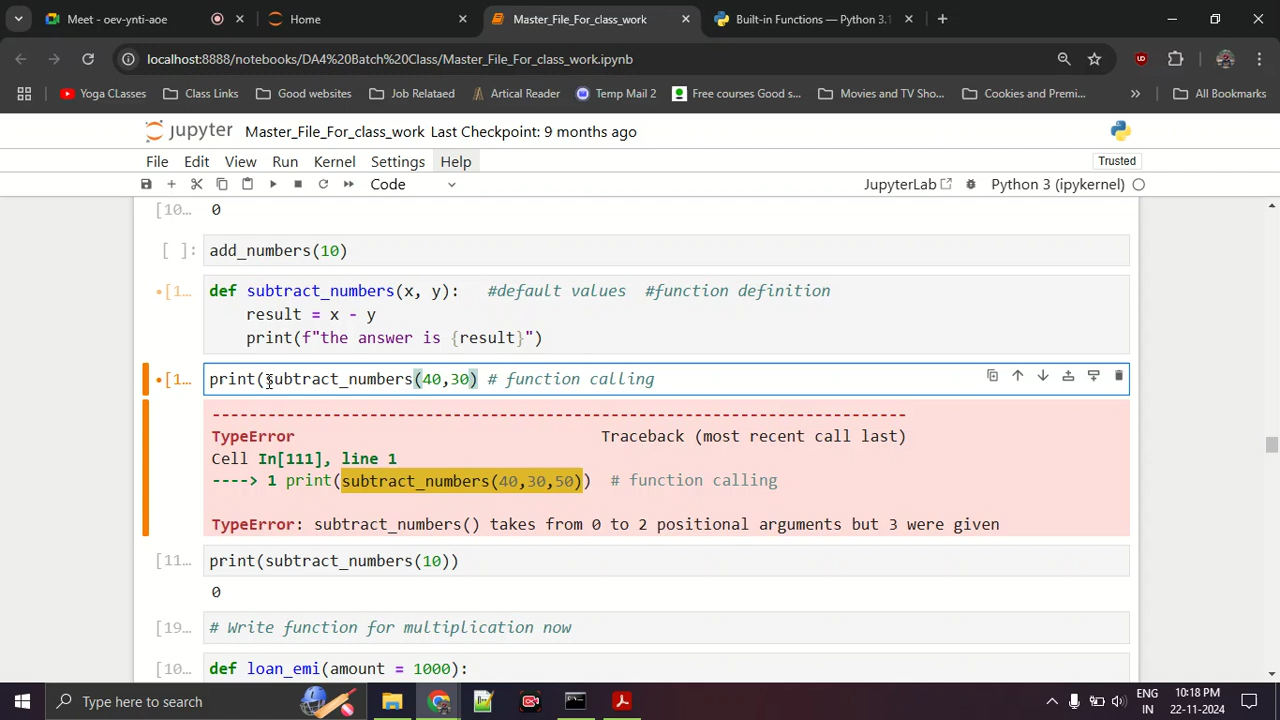 Meet - oev-ynti-aoe
Home
Master_File_For_class_work
Built-in Functions — Python 3.1
localhost:8888/notebooks/DA4%20Batch%20Class/Master_File_For_class_work.ipynb
Yoga CLasses
Class Links
Good websites
Job Relataed
Artical Reader
Temp Mail 2
Free courses Good s...
Movies and TV Sho...
Cookies and Premi...
All Bookmarks
jupyter Master_File_For_class_work Last Checkpoint: 9 months ago
File Edit View Run Kernel Settings Help
Trusted
Code
JupyterLab
Python 3 (ipykernel)
[10... 0
[ ]: add_numbers(10)
[1... def subtract_numbers(x, y): #default values #function definition
result = x - y
print(f"the answer is {result}")
[1... print(subtract_numbers(40,30) # function calling
---------------------------------------------------------------------------
TypeError Traceback (most recent call last)
Cell In[111], line 1
----> 1 print(subtract_numbers(40,30,50)) # function calling
TypeError: subtract_numbers() takes from 0 to 2 positional arguments but 3 were given
[11... print(subtract_numbers(10))
0
[19... # Write function for multiplication now
[10... def loan_emi(amount = 1000):
Type here to search
ENG
IN
10:18 PM
22-11-2024